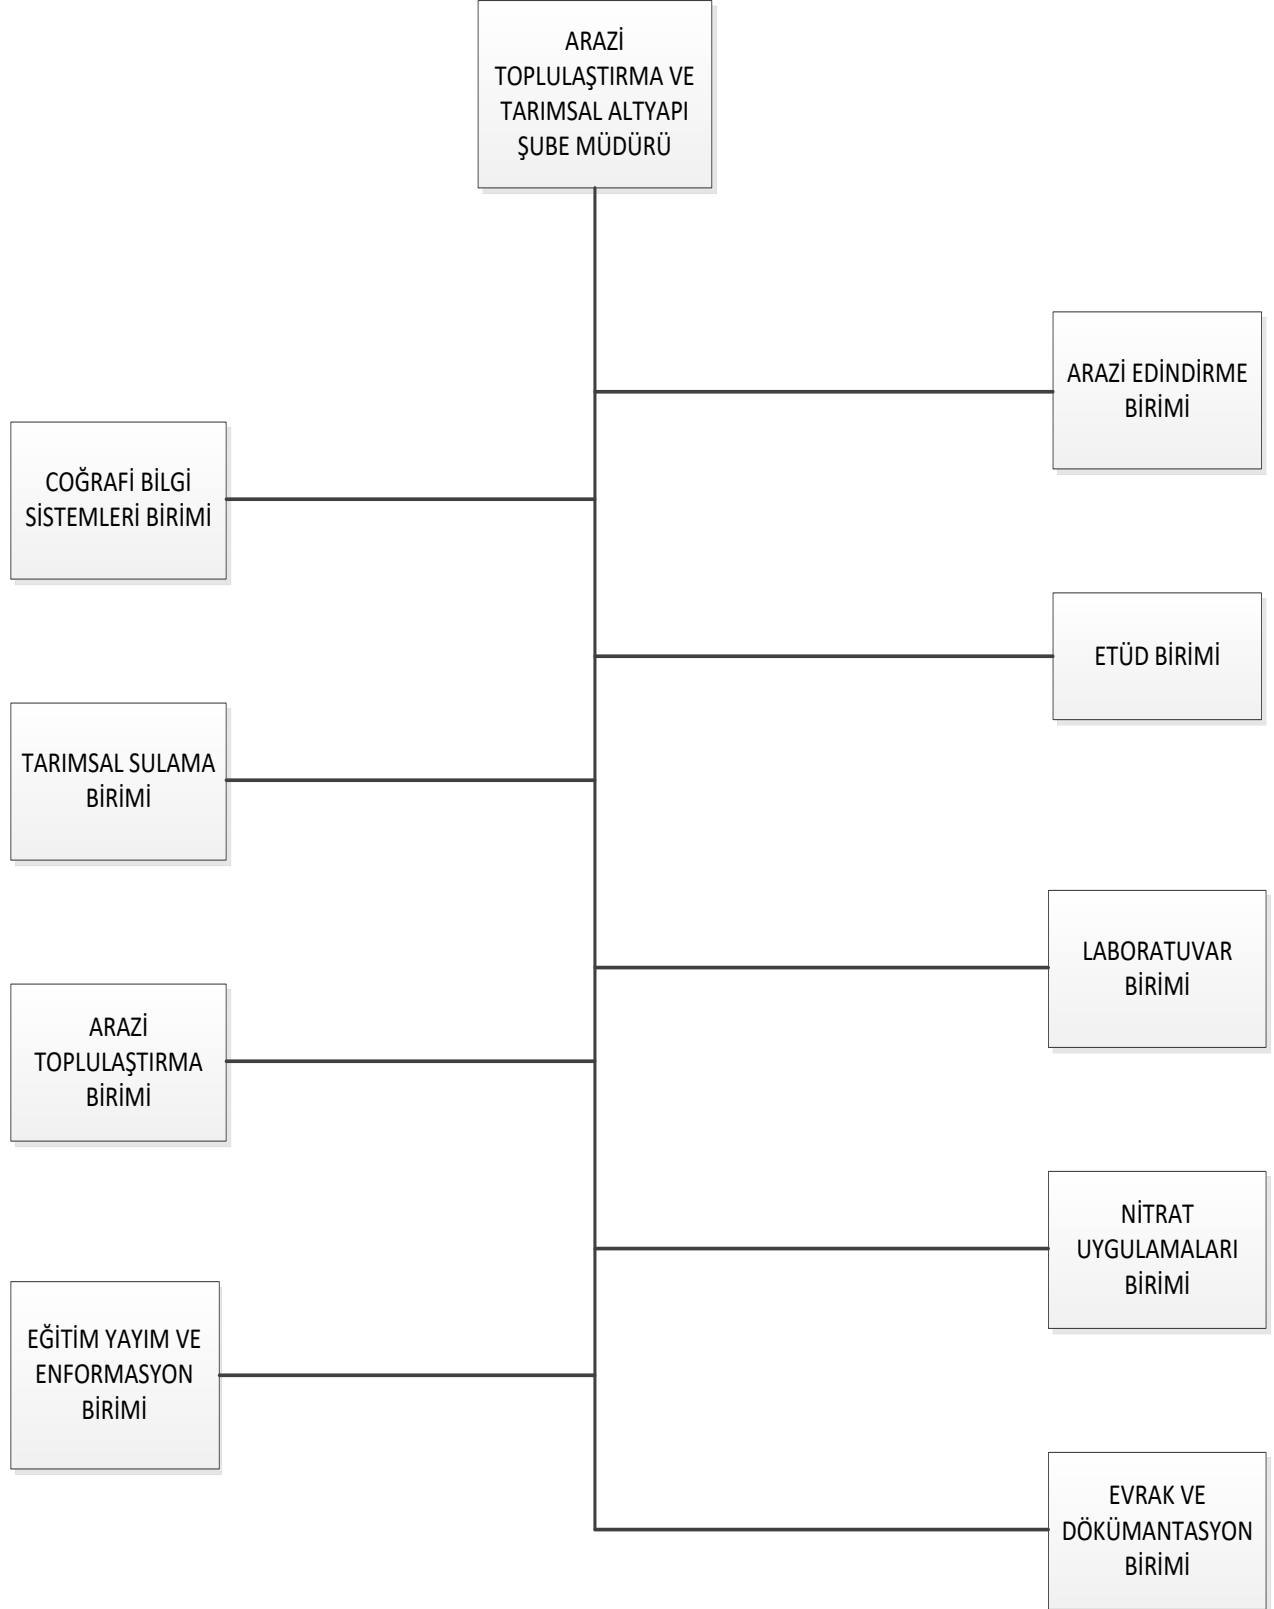 ARAZİ
TOPLULAŞTIRMA VE
TARIMSAL ALTYAPI
ŞUBE MÜDÜRÜ
ARAZİ EDİNDİRME
BİRİMİ
COĞRAFİ BİLGİ
SİSTEMLERİ BİRİMİ
ETÜD BİRİMİ
TARIMSAL SULAMA
BİRİMİ
LABORATUVAR
BİRİMİ
ARAZİ
TOPLULAŞTIRMA
BİRİMİ
NİTRAT
UYGULAMALARI
BİRİMİ
EĞİTİM YAYIM VE
ENFORMASYON
BİRİMİ
EVRAK VE
DÖKÜMANTASYON
BİRİMİ